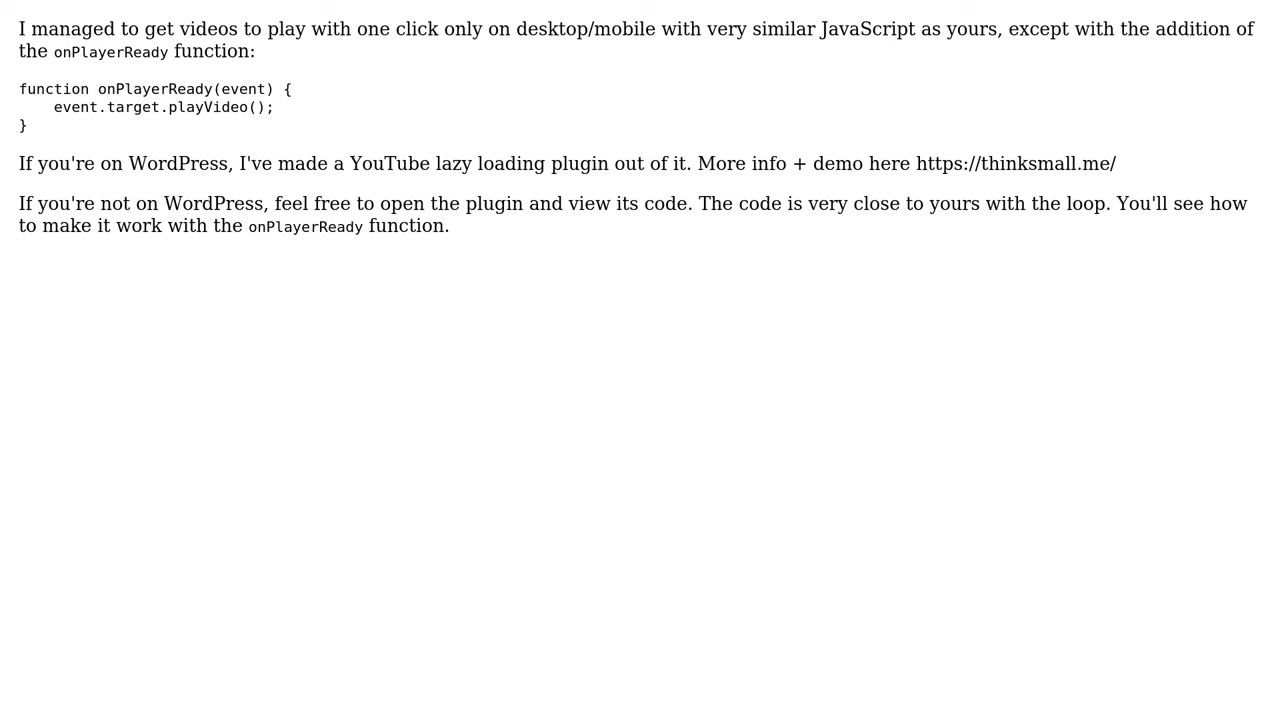 I managed to get videos to play with one click only on desktop/mobile with very similar JavaScript as yours, except with the addition of
the onPlayerReady function:
function onPlayerReady(event) {
    event.target.playVideo();
}
If you're on WordPress, I've made a YouTube lazy loading plugin out of it. More info + demo here https://thinksmall.me/
If you're not on WordPress, feel free to open the plugin and view its code. The code is very close to yours with the loop. You'll see how
to make it work with the onPlayerReady function.